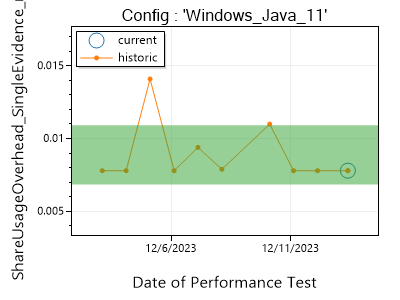 Config : 'Windows_Java_11'
current
historic
ShareUsageOverhead_SingleEvidence_
0.015
0.01
0.005
12/6/2023
12/11/2023
Date of Performance Test